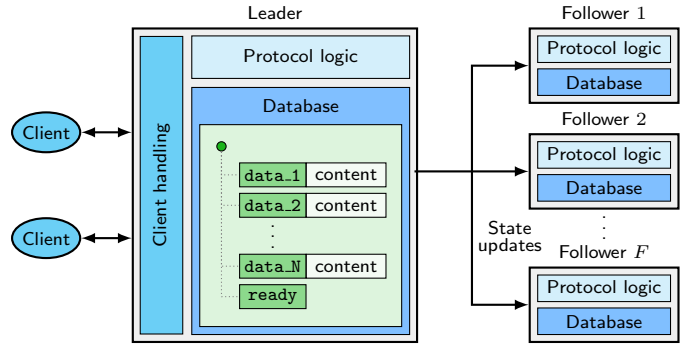 Leader
Protocol logic
Client handling
Database
data_1 content
data_2 content
data_N content
ready
Client
Client
State
updates
Follower 1
Protocol logic
Database
Follower 2
Protocol logic
Database
Follower F
Protocol logic
Database